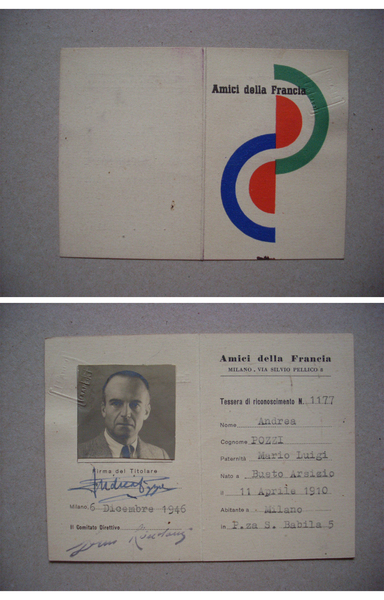 Amici della Francia
Amici della Francia
MILANO - VIA SILVIO PELLICO 8
Tessera di riconoscimento N. 1177
Nome Andrea
Cognome POZZI
Paternità Mario Luigi
Nato a Busto Arsizio
il 11 Aprile 1910
Abitante a Milano
in P.za S. Babila 5
Firma del Titolare
Milano, 6 Dicembre 1946
Il Comitato Direttivo